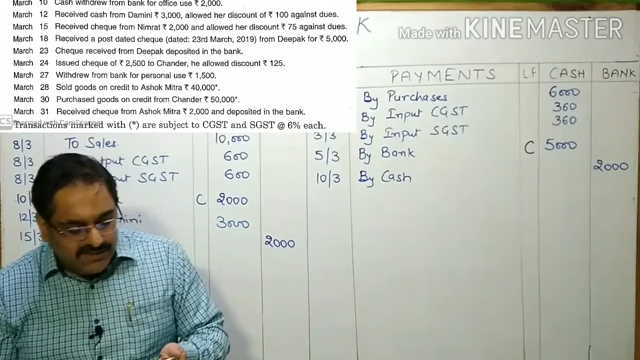 March 10 Cash withdrew from bank for office use ₹ 2,000.
March 12 Received cash from Damini ₹ 3,000, allowed her discount of ₹ 100 against dues.
March 15 Received cheque from Nimrat ₹ 2,000 and allowed her discount ₹ 75 against dues.
March 18 Received a post dated cheque (dated: 23rd March, 2019) from Deepak for ₹ 5,000.
March 23 Cheque received from Deepak deposited in the bank.
March 24 Issued cheque of ₹ 2,500 to Chander, he allowed discount ₹ 125.
March 27 Withdrew from bank for personal use ₹ 1,500.
March 28 Sold goods on credit to Ashok Mitra ₹ 40,000*.
March 30 Purchased goods on credit from Chander ₹ 50,000*.
March 31 Received cheque from Ashok Mitra ₹ 2,000 and deposited in the bank.
Transactions marked with (*) are subject to CGST and SGST @ 6% each.
K
Made with KINEMASTER
PAYMENTS LF CASH BANK
By Purchases 6000
By Input CGST 360
3/3 By Input SGST 360
5/3 By Bank C 5000
10/3 By Cash 2000
8/3 To Sales 10,000
8/3 CGST 600
8/3 SGST 600
10/ C 2000
12/3 3000
15/3 2000